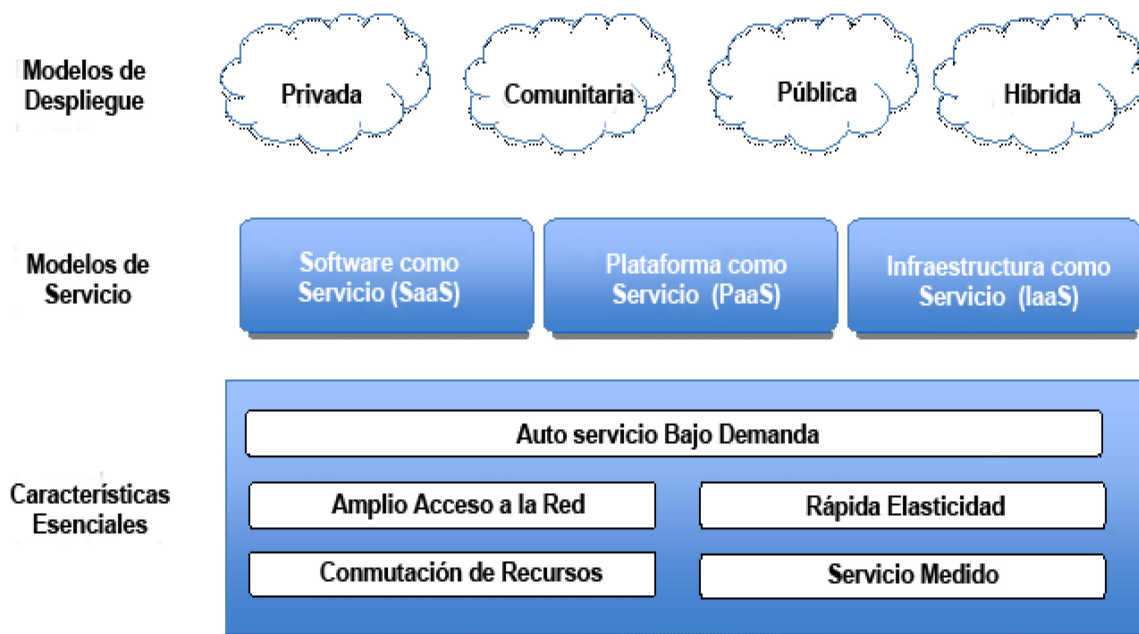 Modelos de
Despliegue
Privada
Comunitaria
Pública
Híbrida
Modelos de
Servicio
Software como
Servicio (SaaS)
Plataforma como
Servicio (PaaS)
Infraestructura como
Servicio (IaaS)
Características
Esenciales
Auto servicio Bajo Demanda
Amplio Acceso a la Red
Rápida Elasticidad
Conmutación de Recursos
Servicio Medido